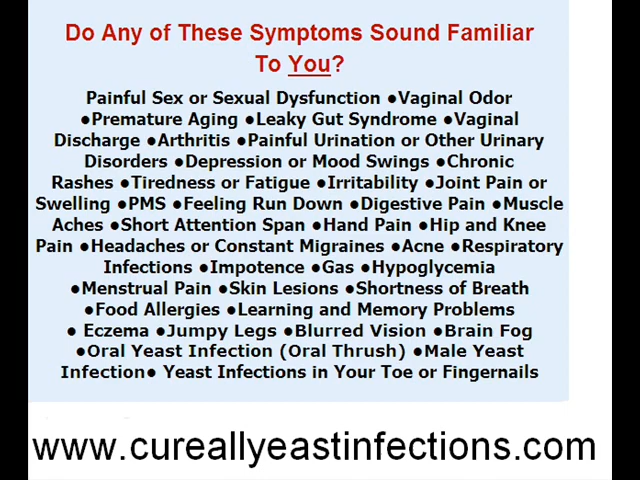 Do Any of These Symptoms Sound Familiar
To You?
Painful Sex or Sexual Dysfunction ●Vaginal Odor
●Premature Aging ●Leaky Gut Syndrome ●Vaginal
Discharge ●Arthritis ●Painful Urination or Other Urinary
Disorders ●Depression or Mood Swings ●Chronic
Rashes ●Tiredness or Fatigue ●Irritability ●Joint Pain or
Swelling ●PMS ●Feeling Run Down ●Digestive Pain ●Muscle
Aches ●Short Attention Span ●Hand Pain ●Hip and Knee
Pain ●Headaches or Constant Migraines ●Acne ●Respiratory
Infections ●Impotence ●Gas ●Hypoglycemia
●Menstrual Pain ●Skin Lesions ●Shortness of Breath
●Food Allergies ●Learning and Memory Problems
● Eczema ●Jumpy Legs ●Blurred Vision ●Brain Fog
●Oral Yeast Infection (Oral Thrush) ●Male Yeast
Infection● Yeast Infections in Your Toe or Fingernails
www.cureallyeastinfections.com